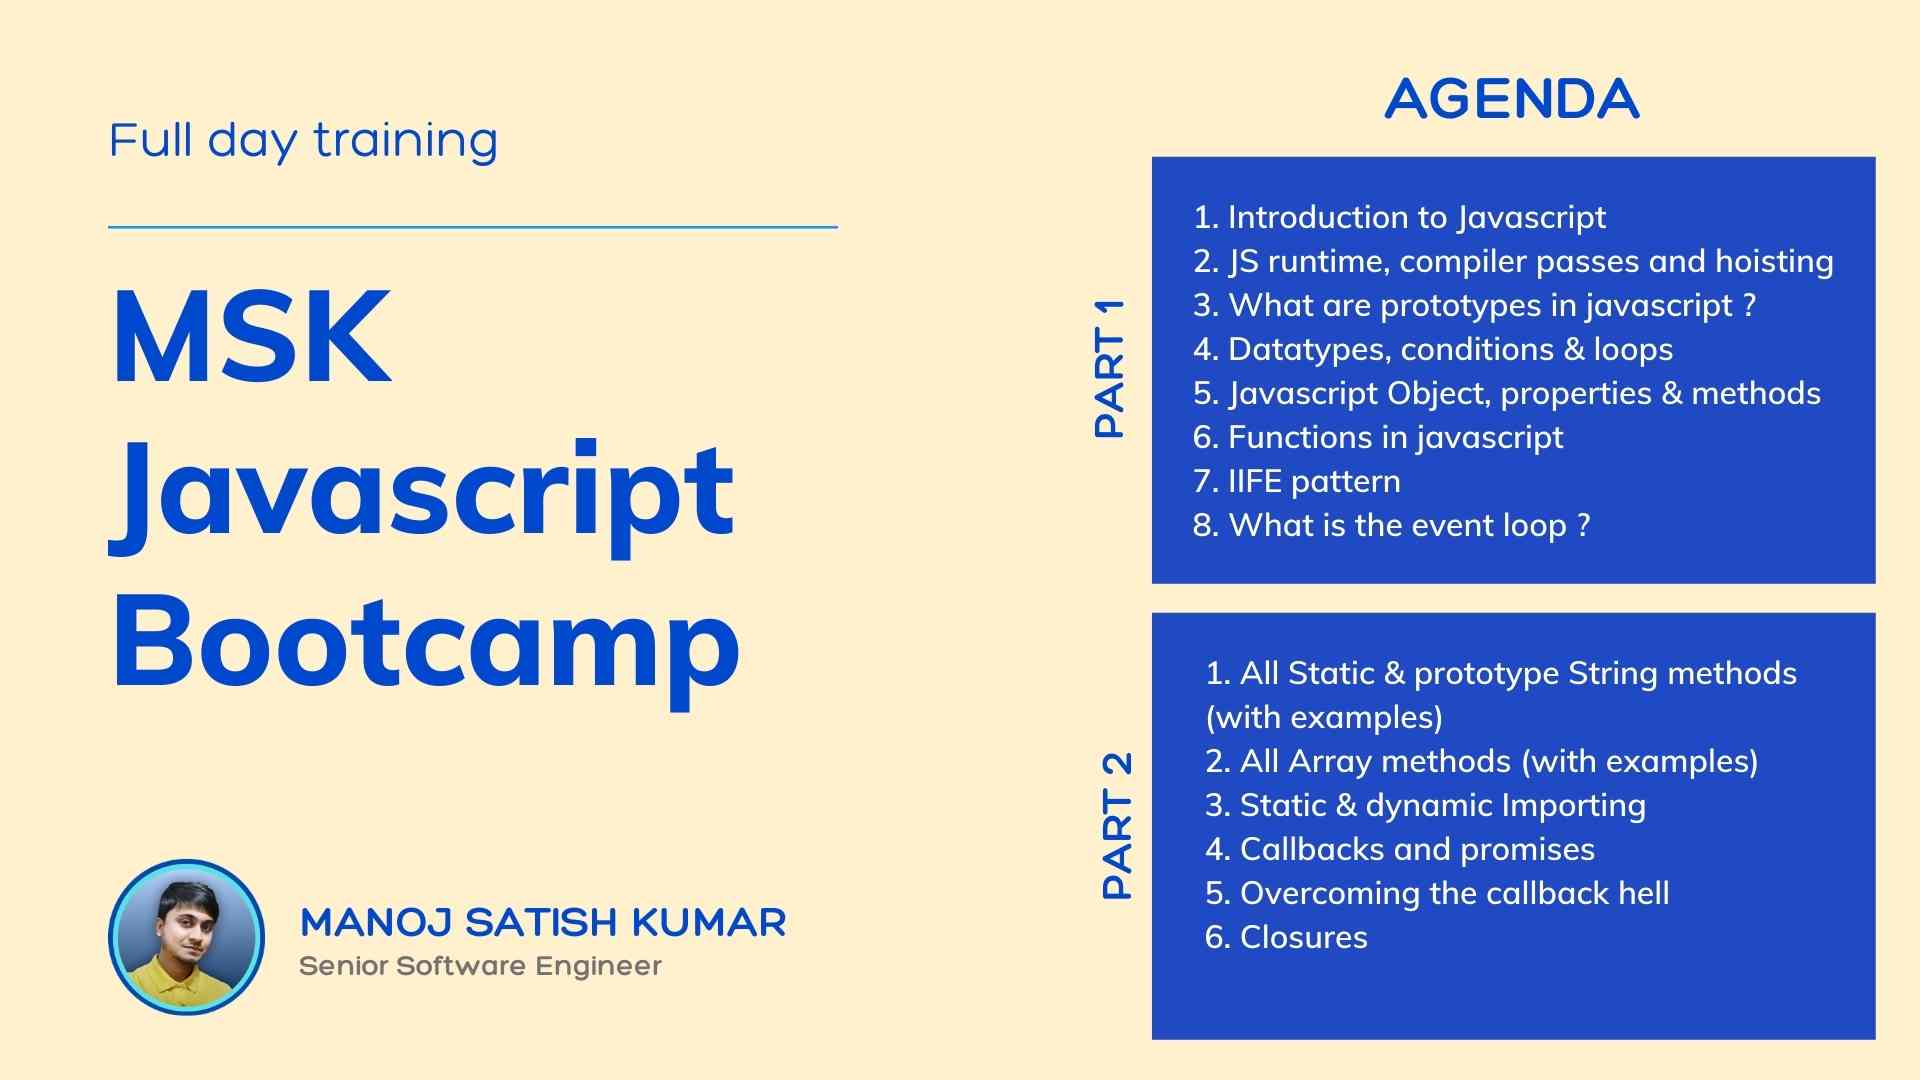 Full day training
MSK
Javascript
Bootcamp
MANOJ SATISH KUMAR
Senior Software Engineer
AGENDA
PART 1
1. Introduction to Javascript
2. JS runtime, compiler passes and hoisting
3. What are prototypes in javascript ?
4. Datatypes, conditions & loops
5. Javascript Object, properties & methods
6. Functions in javascript
7. IIFE pattern
8. What is the event loop ?
PART 2
1. All Static & prototype String methods
(with examples)
2. All Array methods (with examples)
3. Static & dynamic Importing
4. Callbacks and promises
5. Overcoming the callback hell
6. Closures